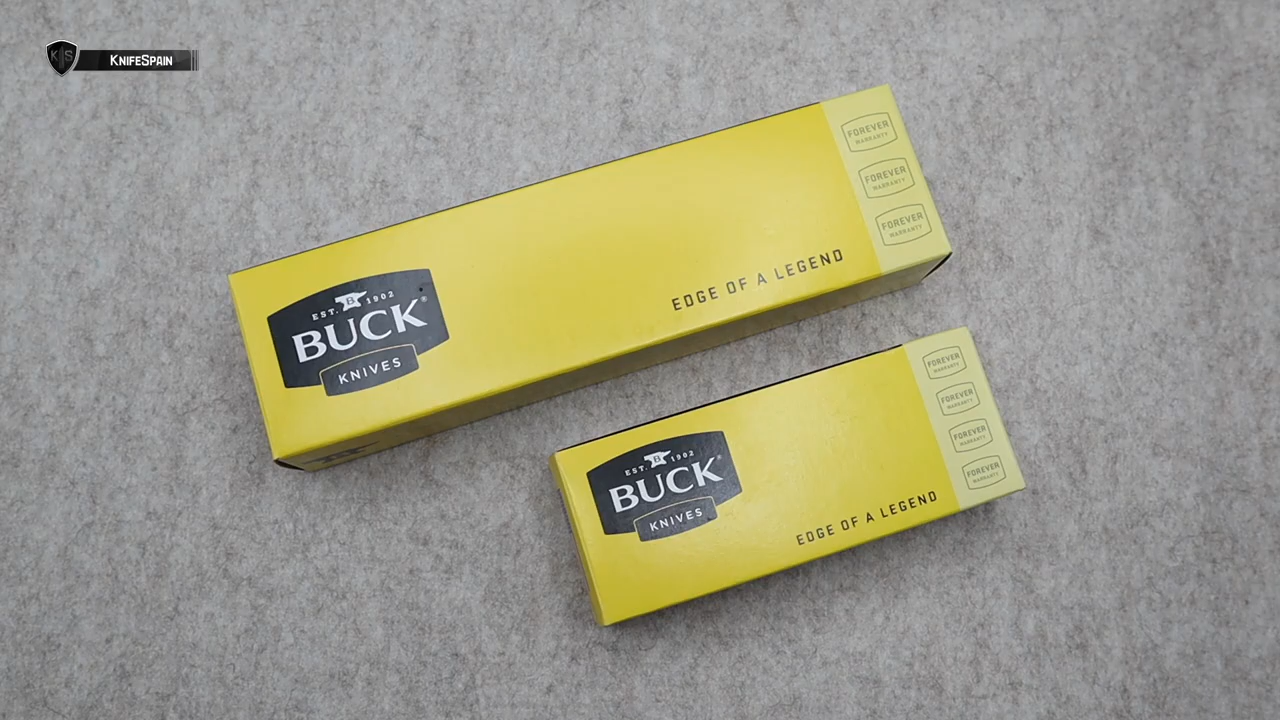 KNIFESPAIN
FOREVER
WARRANTY
FOREVER
WARRANTY
FOREVER
WARRANTY
EDGE OF A LEGEND
EST. B 1902
BUCK®
KNIVES
FOREVER
WARRANTY
FOREVER
WARRANTY
FOREVER
WARRANTY
FOREVER
WARRANTY
EST. B 1902
BUCK®
KNIVES
EDGE OF A LEGEND